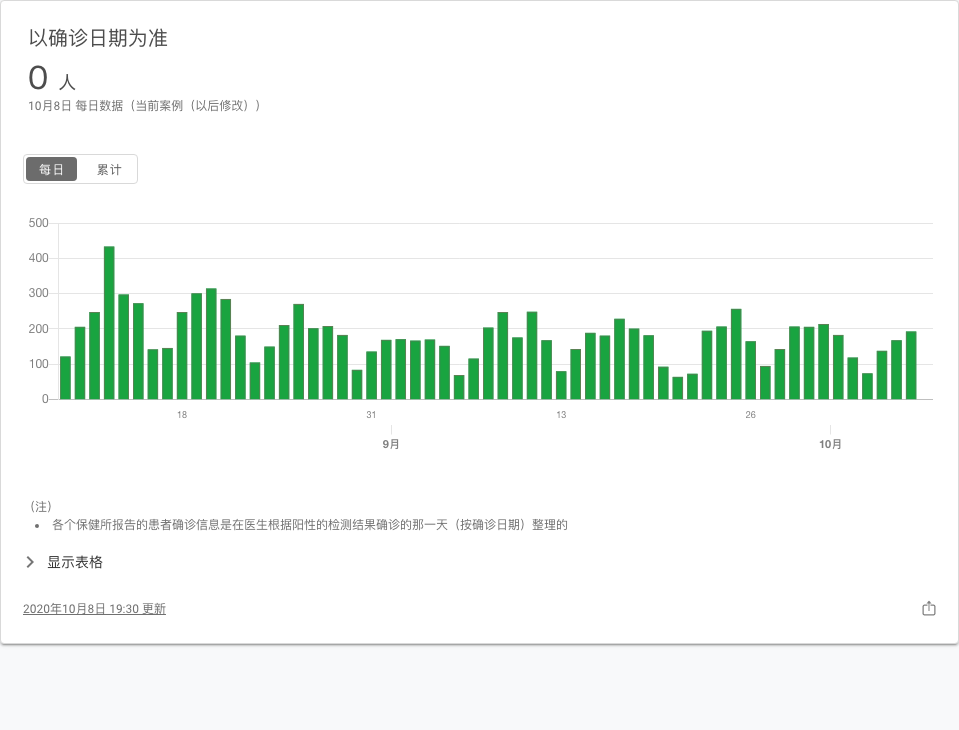 以确诊日期为准
0 人
10月8日 每日数据（当前案例（以后修改））
每日 累计
500
400
300
200
100
0
18 31 13 26
9月 10月
（注）
• 各个保健所报告的患者确诊信息是在医生根据阳性的检测结果确诊的那一天（按确诊日期）整理的
显示表格
2020年10月8日 19:30 更新